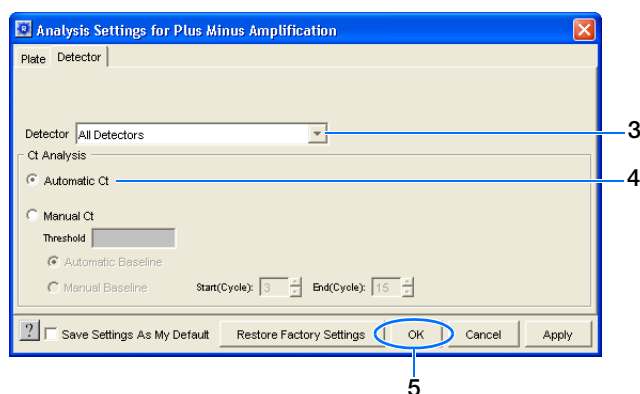 Analysis Settings for Plus Minus Amplification
Plate Detector
Detector All Detectors 3
Ct Analysis
Automatic Ct 4
Manual Ct
Threshold
Automatic Baseline
Manual Baseline Start(Cycle): 3 End(Cycle): 15
? Save Settings As My Default Restore Factory Settings OK Cancel Apply
5